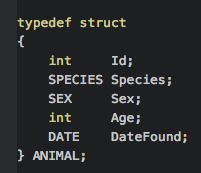 typedef struct
{
    int     Id;
    SPECIES Species;
    SEX     Sex;
    int     Age;
    DATE    DateFound;
} ANIMAL;